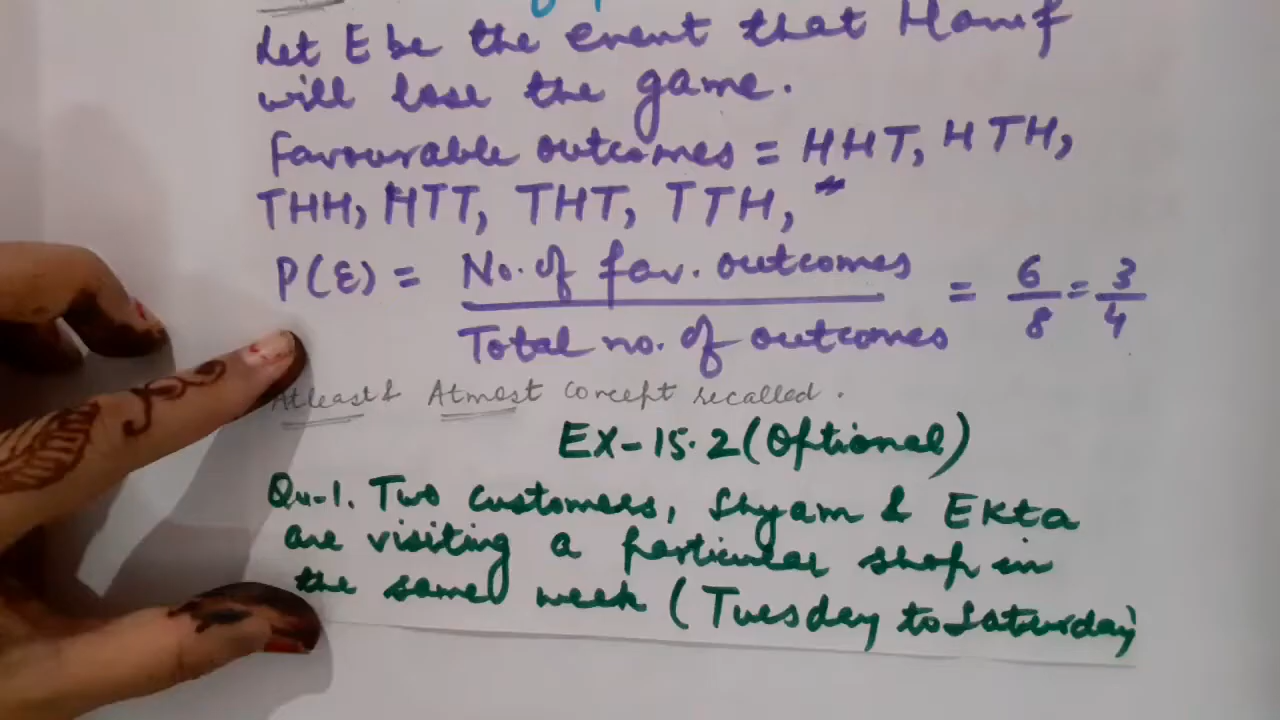 Let E be the event that Hanif
will lose the game.
Favourable outcomes = HHT, HTH,
THH, HTT, THT, TTH,
P(E) = No. of fav. outcomes / Total no. of outcomes = 6/8 = 3/4
Atleast & Atmost concept recalled.
EX-15.2 (Optional)
Qu-1. Two customers, Shyam & Ekta
are visiting a particular shop in
the same week (Tuesday to Saturday)